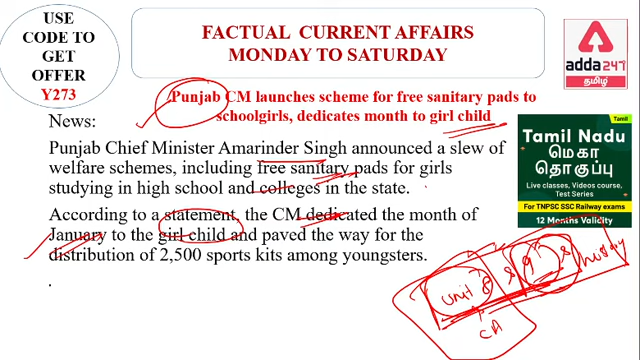 USE
CODE TO
GET
OFFER
Y273
FACTUAL CURRENT AFFAIRS
MONDAY TO SATURDAY
adda247
தமிழ்
Punjab CM launches scheme for free sanitary pads to
schoolgirls, dedicates month to girl child
News:
Punjab Chief Minister Amarinder Singh announced a slew of
welfare schemes, including free sanitary pads for girls
studying in high school and colleges in the state.
According to a statement, the CM dedicated the month of
January to the girl child and paved the way for the
distribution of 2,500 sports kits among youngsters.
.
Tamil
Tamil Nadu
மெகா
தொகுப்பு
Live classes, Videos course,
Test Series
For TNPSC SSC Railway exams
12 Months Validity
unit 8
9
CA